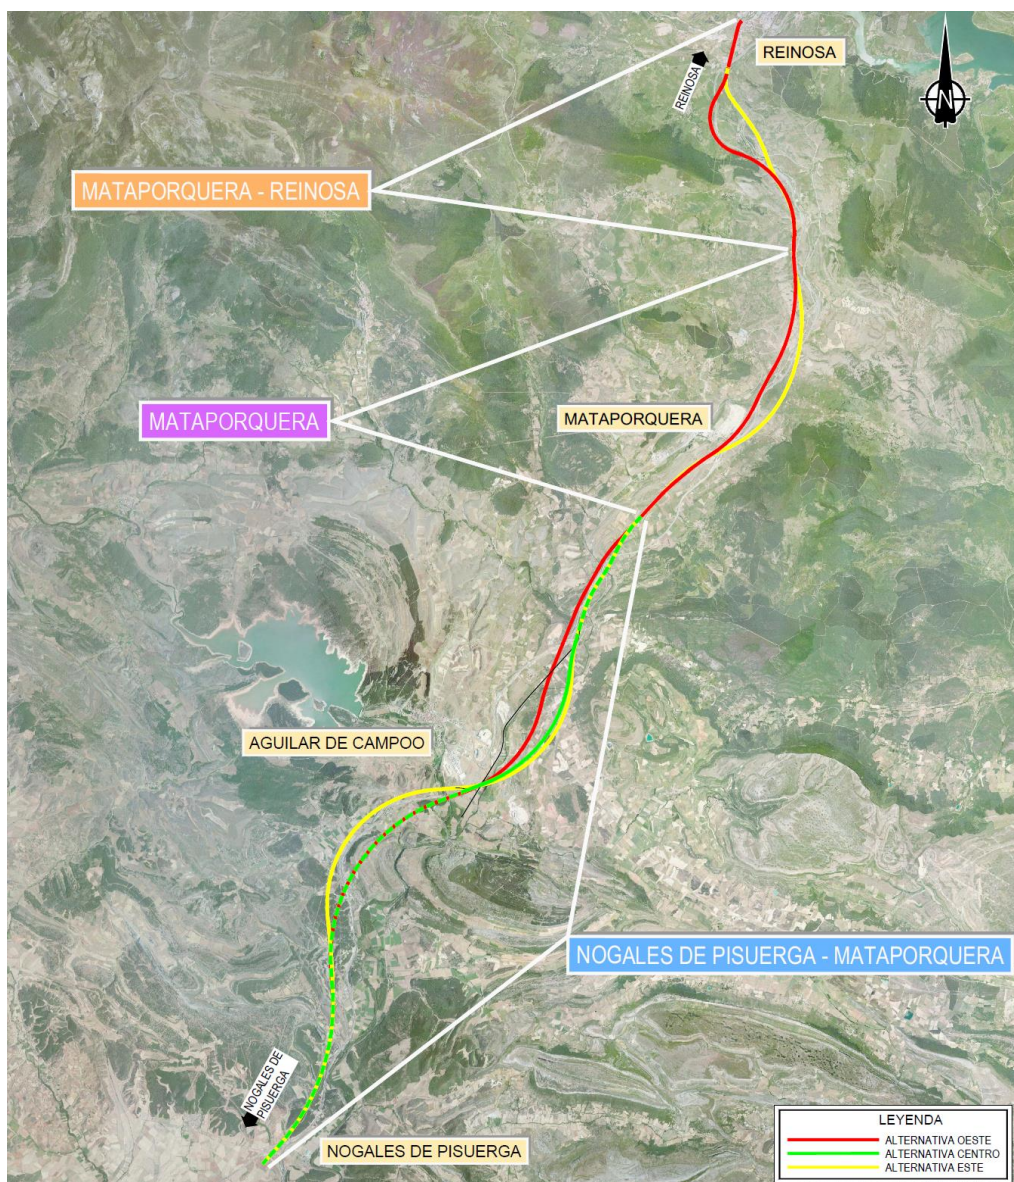 REINOSA
REINOSA
N
MATAPORQUERA - REINOSA
MATAPORQUERA
MATAPORQUERA
AGUILAR DE CAMPOO
NOGALES DE PISUERGA - MATAPORQUERA
NOGALES DE
PISUERGA
NOGALES DE PISUERGA
LEYENDA
ALTERNATIVA OESTE
ALTERNATIVA CENTRO
ALTERNATIVA ESTE